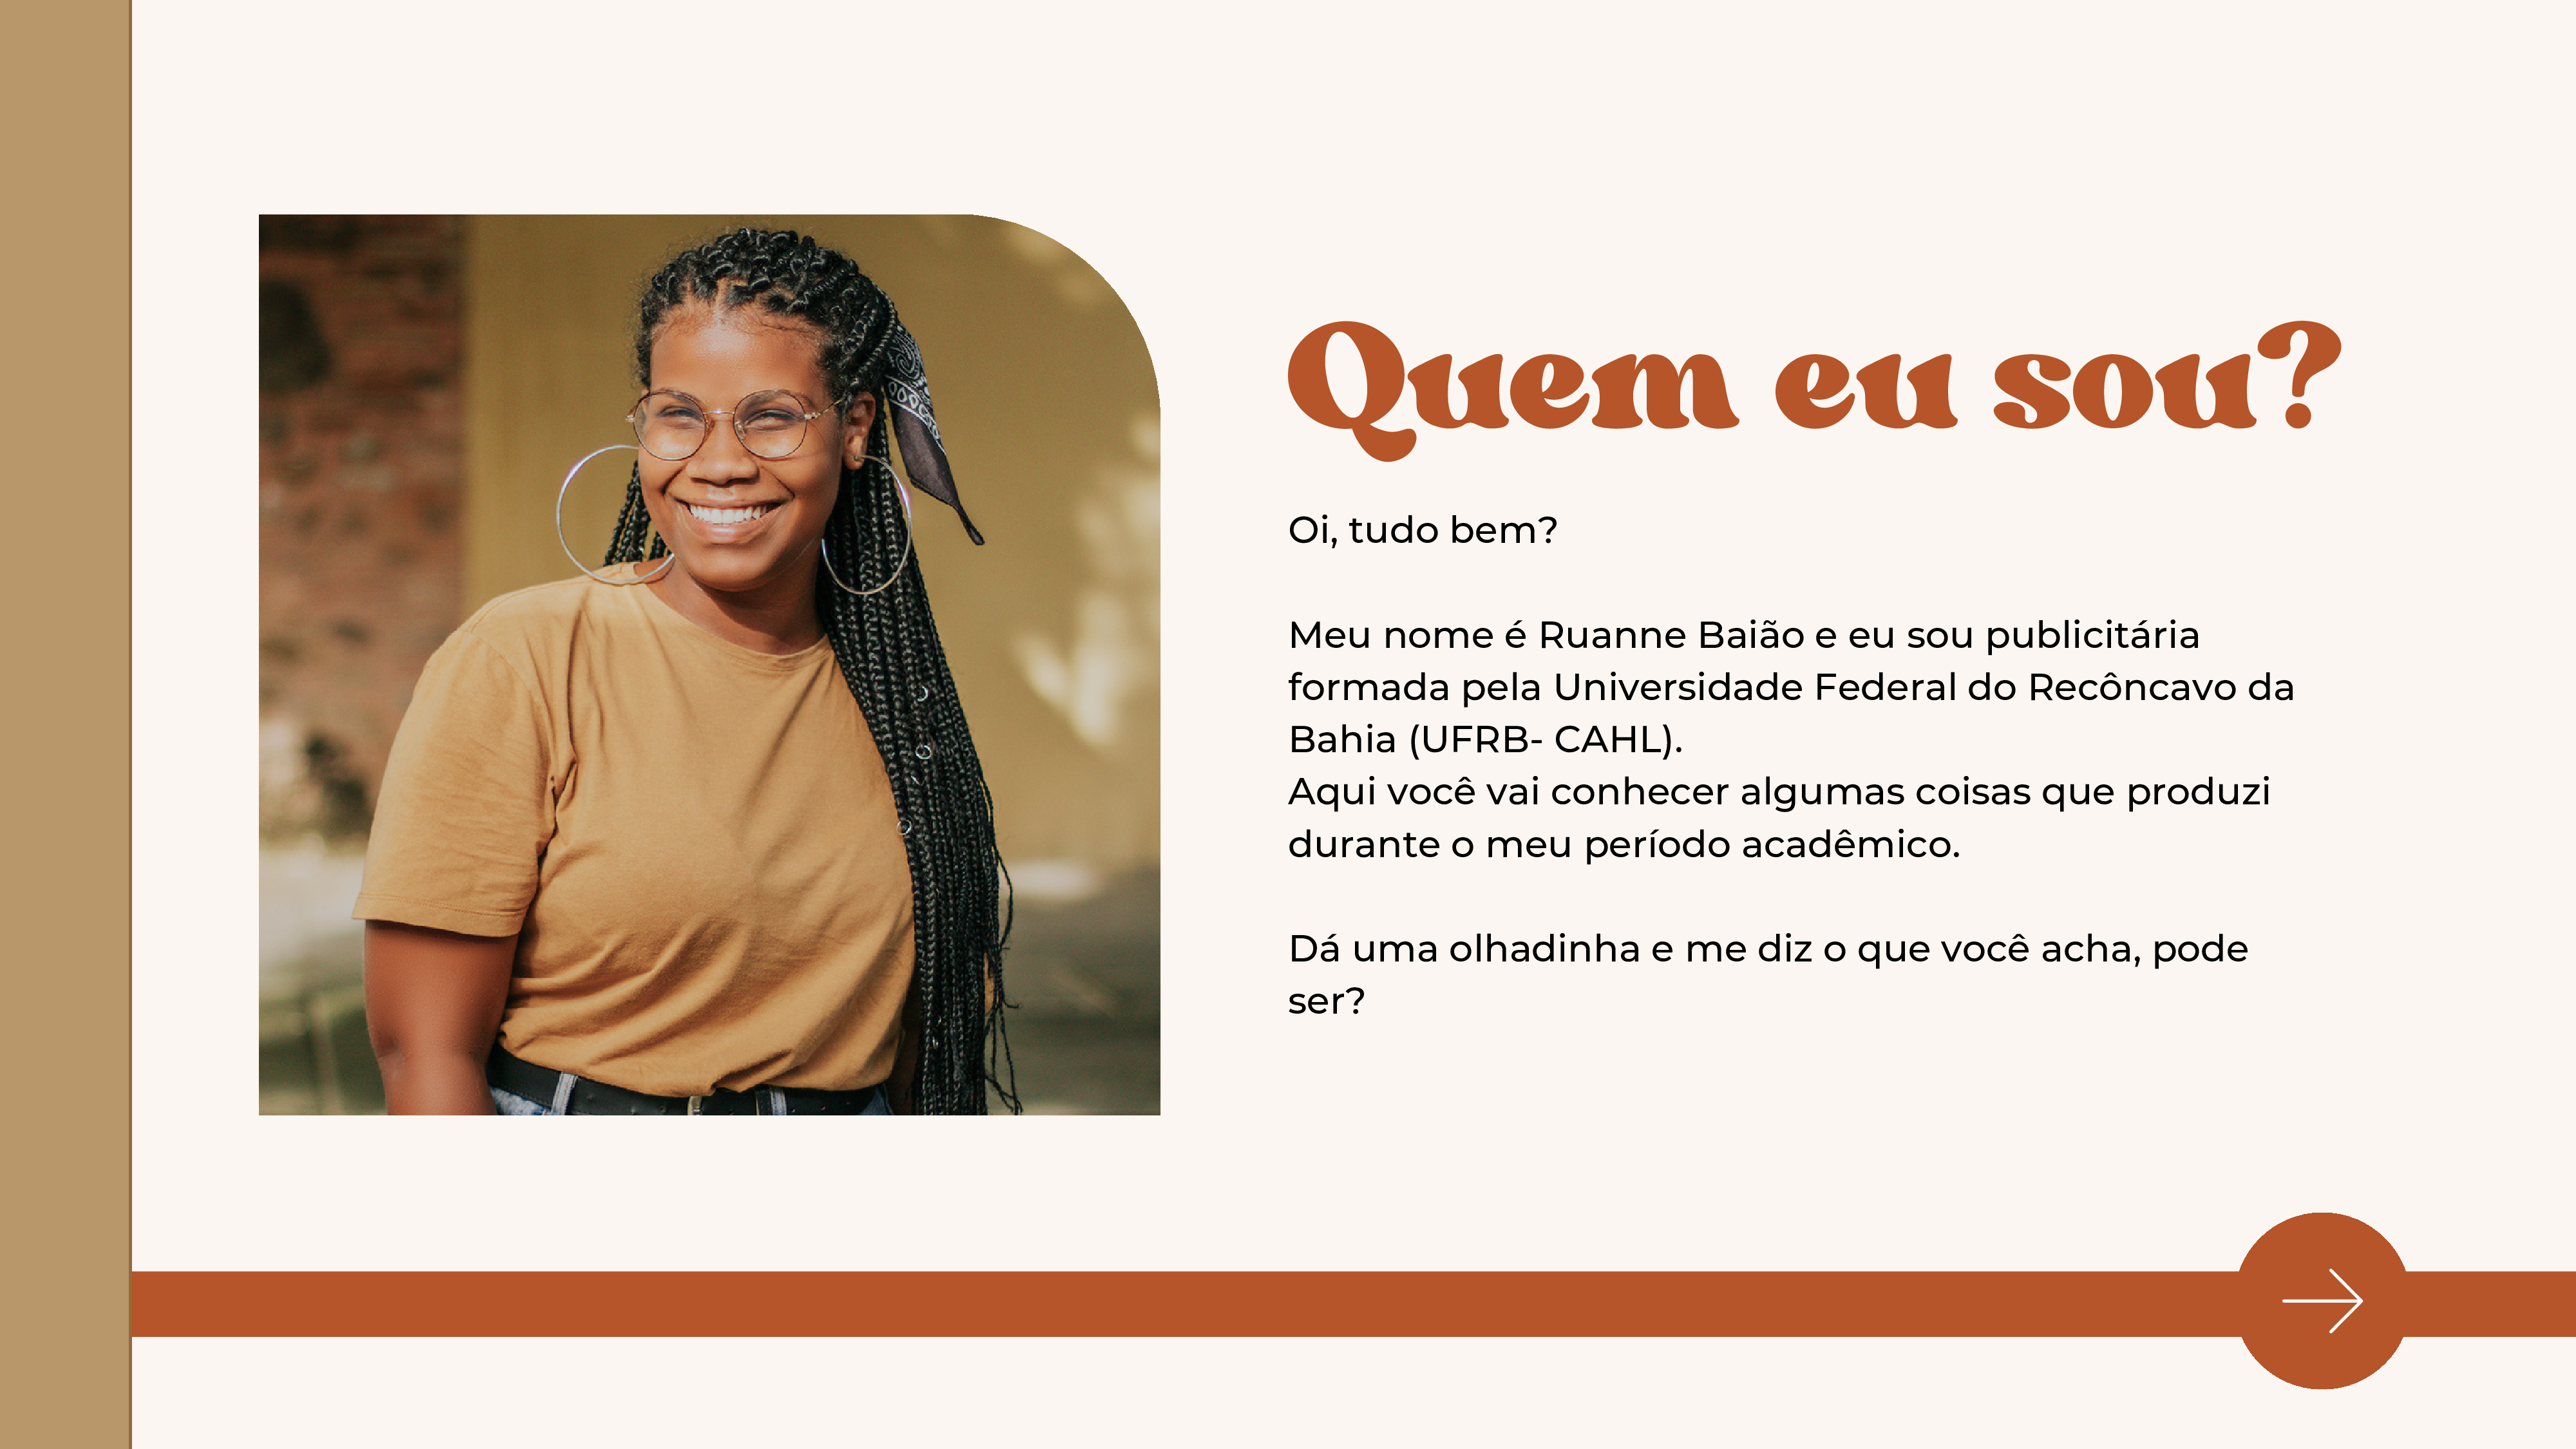 Quem eu sou?
Oi, tudo bem?
Meu nome é Ruanne Baião e eu sou publicitária
formada pela Universidade Federal do Recôncavo da
Bahia (UFRB- CAHL).
Aqui você vai conhecer algumas coisas que produzi
durante o meu período acadêmico.
Dá uma olhadinha e me diz o que você acha, pode
ser?